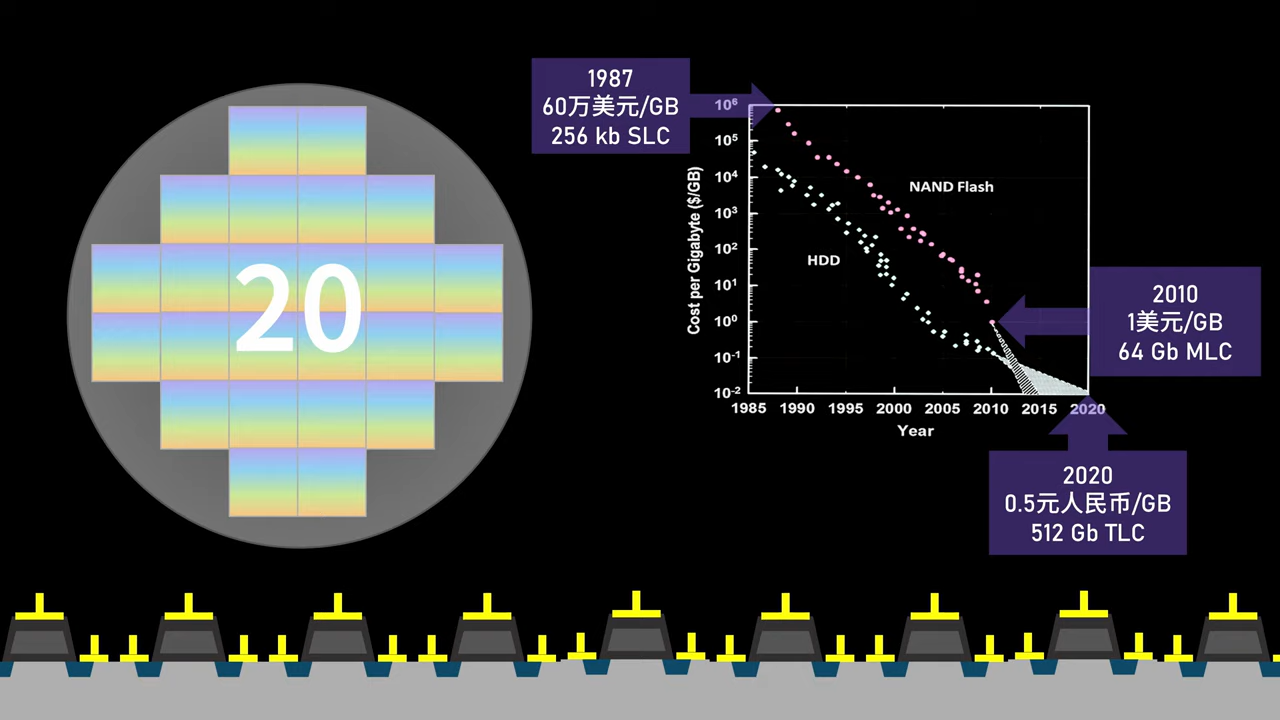 20
1987
60万美元/GB
256 kb SLC
Cost per Gigabyte ($/GB)
10⁶
10⁵
10⁴
10³
10²
10¹
10⁰
10⁻¹
10⁻²
NAND Flash
HDD
1985 1990 1995 2000 2005 2010 2015 2020
Year
2010
1美元/GB
64 Gb MLC
2020
0.5元人民币/GB
512 Gb TLC